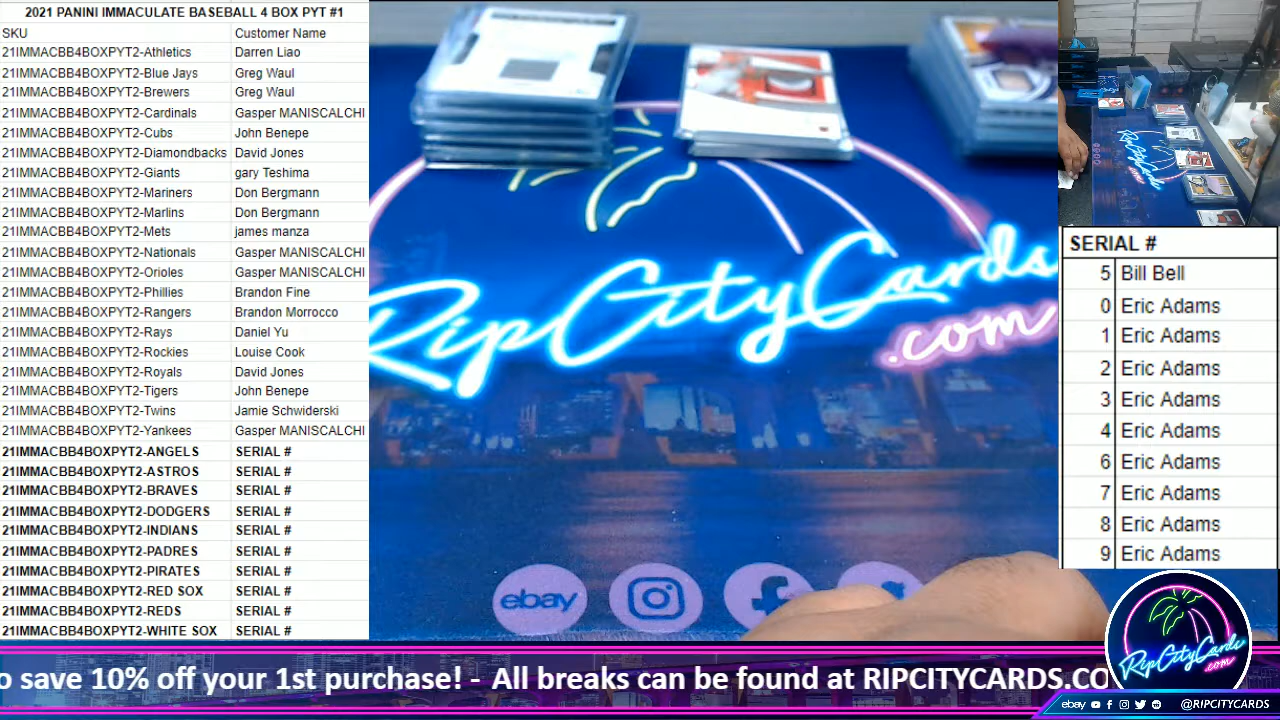 2021 PANINI IMMACULATE BASEBALL 4 BOX PYT #1
SKU Customer Name
21IMMACBB4BOXPYT2-Athletics Darren Liao
21IMMACBB4BOXPYT2-Blue Jays Greg Waul
21IMMACBB4BOXPYT2-Brewers Greg Waul
21IMMACBB4BOXPYT2-Cardinals Gasper MANISCALCHI
21IMMACBB4BOXPYT2-Cubs John Benepe
21IMMACBB4BOXPYT2-Diamondbacks David Jones
21IMMACBB4BOXPYT2-Giants gary Teshima
21IMMACBB4BOXPYT2-Mariners Don Bergmann
21IMMACBB4BOXPYT2-Marlins Don Bergmann
21IMMACBB4BOXPYT2-Mets james manza
21IMMACBB4BOXPYT2-Nationals Gasper MANISCALCHI
21IMMACBB4BOXPYT2-Orioles Gasper MANISCALCHI
21IMMACBB4BOXPYT2-Phillies Brandon Fine
21IMMACBB4BOXPYT2-Rangers Brandon Morrocco
21IMMACBB4BOXPYT2-Rays Daniel Yu
21IMMACBB4BOXPYT2-Rockies Louise Cook
21IMMACBB4BOXPYT2-Royals David Jones
21IMMACBB4BOXPYT2-Tigers John Benepe
21IMMACBB4BOXPYT2-Twins Jamie Schwiderski
21IMMACBB4BOXPYT2-Yankees Gasper MANISCALCHI
21IMMACBB4BOXPYT2-ANGELS SERIAL #
21IMMACBB4BOXPYT2-ASTROS SERIAL #
21IMMACBB4BOXPYT2-BRAVES SERIAL #
21IMMACBB4BOXPYT2-DODGERS SERIAL #
21IMMACBB4BOXPYT2-INDIANS SERIAL #
21IMMACBB4BOXPYT2-PADRES SERIAL #
21IMMACBB4BOXPYT2-PIRATES SERIAL #
21IMMACBB4BOXPYT2-RED SOX SERIAL #
21IMMACBB4BOXPYT2-REDS SERIAL #
21IMMACBB4BOXPYT2-WHITE SOX SERIAL #
RipCityCards
.com
ebay
SERIAL #
5 Bill Bell
0 Eric Adams
1 Eric Adams
2 Eric Adams
3 Eric Adams
4 Eric Adams
6 Eric Adams
7 Eric Adams
8 Eric Adams
9 Eric Adams
RipCityCards
.com
o save 10% off your 1st purchase! - All breaks can be found at RIPCITYCARDS.CO
ebay @RIPCITYCARDS